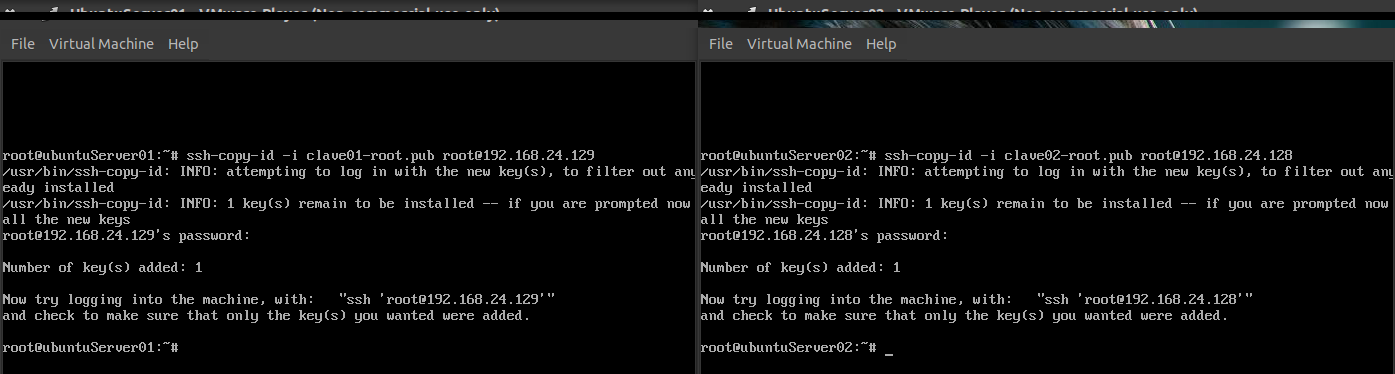 File Virtual Machine Help
root@ubuntuServer01:~# ssh-copy-id -i clave01-root.pub root@192.168.24.129
/usr/bin/ssh-copy-id: INFO: attempting to log in with the new key(s), to filter out any
eady installed
/usr/bin/ssh-copy-id: INFO: 1 key(s) remain to be installed -- if you are prompted now
all the new keys
root@192.168.24.129's password:
Number of key(s) added: 1
Now try logging into the machine, with:   "ssh 'root@192.168.24.129'"
and check to make sure that only the key(s) you wanted were added.
root@ubuntuServer01:~#
File Virtual Machine Help
root@ubuntuServer02:~# ssh-copy-id -i clave02-root.pub root@192.168.24.128
/usr/bin/ssh-copy-id: INFO: attempting to log in with the new key(s), to filter out any
eady installed
/usr/bin/ssh-copy-id: INFO: 1 key(s) remain to be installed -- if you are prompted now
all the new keys
root@192.168.24.128's password:
Number of key(s) added: 1
Now try logging into the machine, with:   "ssh 'root@192.168.24.128'"
and check to make sure that only the key(s) you wanted were added.
root@ubuntuServer02:~# _